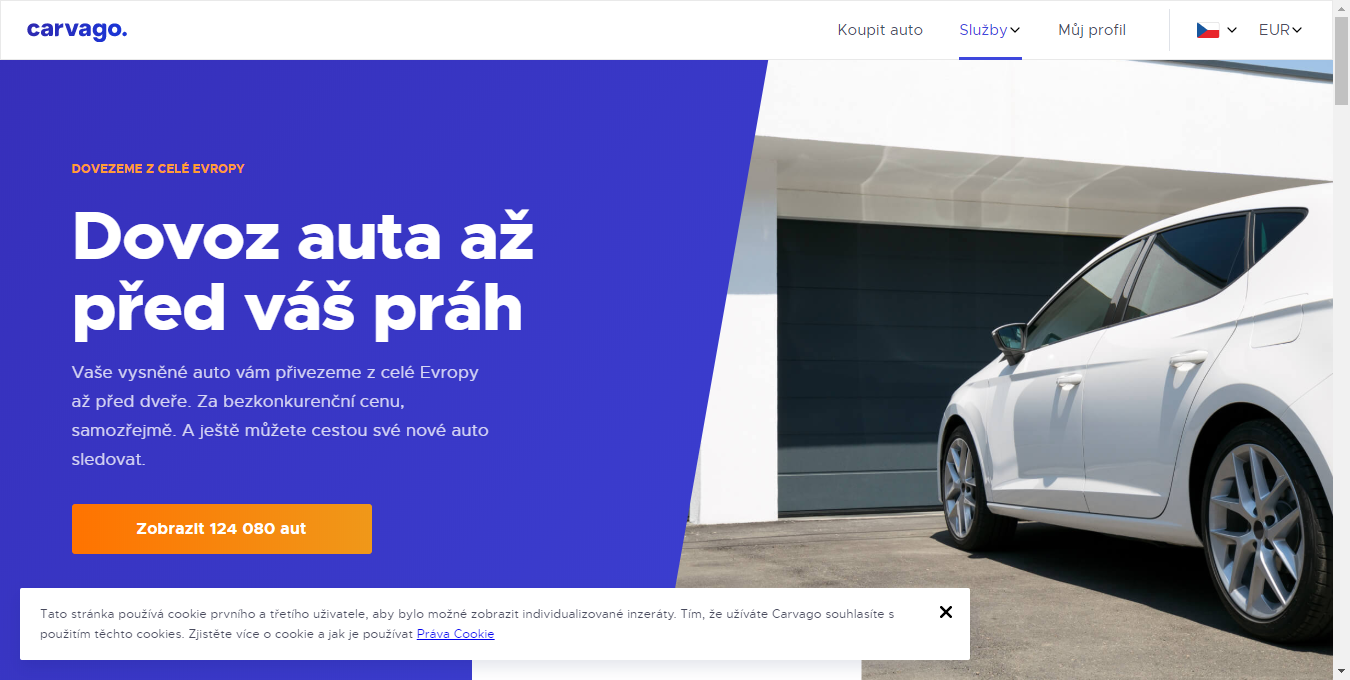 carvago.
Koupit auto
Služby
Můj profil
EUR
DOVEZEME Z CELÉ EVROPY
Dovoz auta až
před váš práh
Vaše vysněné auto vám přivezeme z celé Evropy
až před dveře. Za bezkonkurenční cenu,
samozřejmě. A ještě můžete cestou své nové auto
sledovat.
Zobrazit 124 080 aut
Tato stránka používá cookie prvního a třetího uživatele, aby bylo možné zobrazit individualizované inzeráty. Tím, že užíváte Carvago souhlasíte s
použitím těchto cookies. Zjistěte více o cookie a jak je používat Práva Cookie